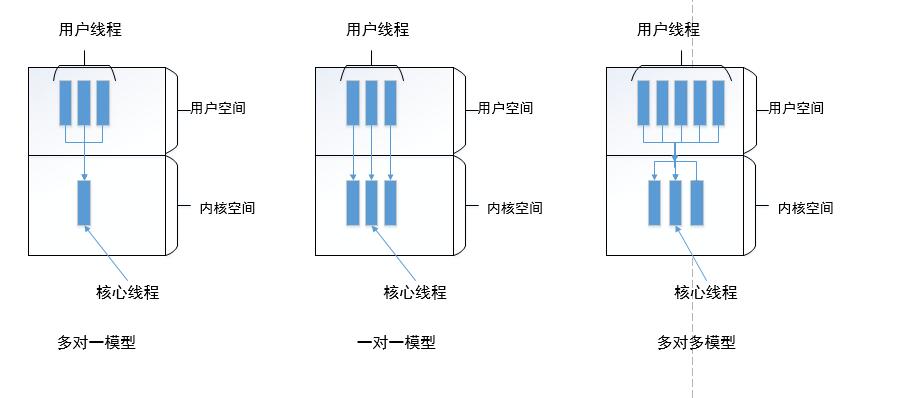 用户线程
用户线程
用户线程
用户空间
用户空间
用户空间
内核空间
内核空间
内核空间
核心线程
核心线程
核心线程
多对一模型
一对一模型
多对多模型